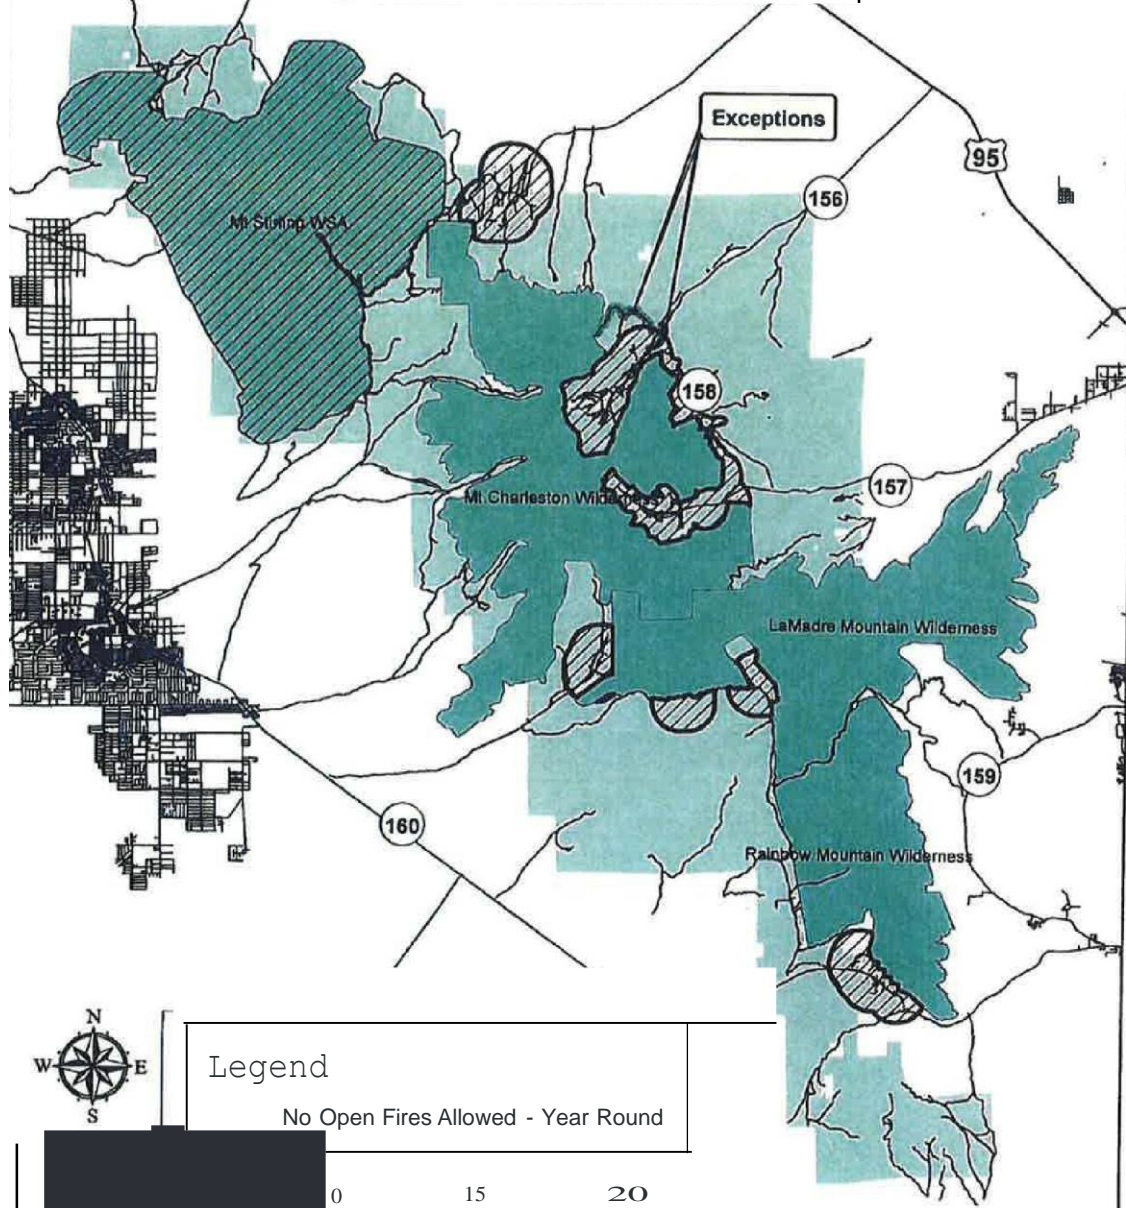 Exceptions
95
156
Mt Stirling WSA
158
157
Mt. Charleston Wilderness
LaMadre Mountain Wilderness
159
160
Rainbow Mountain Wilderness
N
W E
S
Legend
No Open Fires Allowed - Year Round
0 15 20